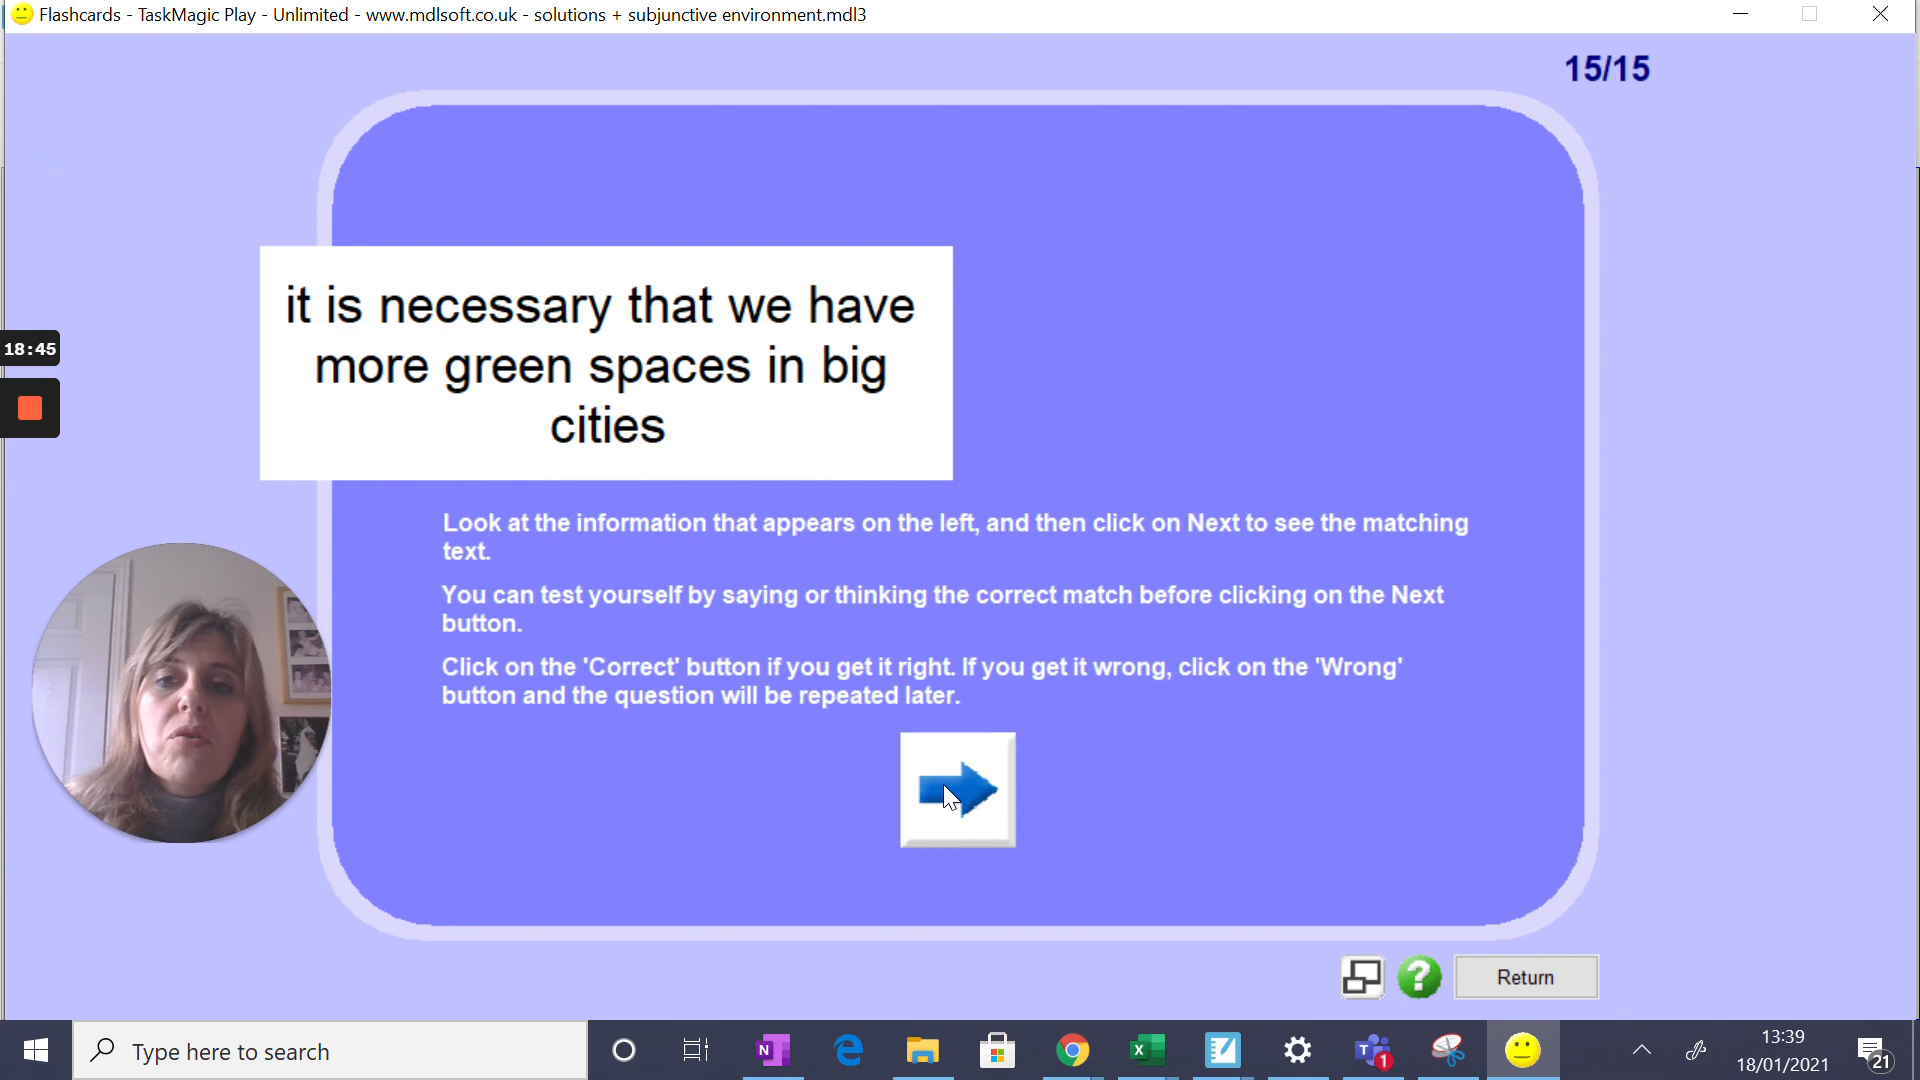 Flashcards - TaskMagic Play - Unlimited - www.mdlsoft.co.uk - solutions + subjunctive environment.mdl3
15/15
it is necessary that we have
more green spaces in big
cities
18:45
Look at the information that appears on the left, and then click on Next to see the matching
text.
You can test yourself by saying or thinking the correct match before clicking on the Next
button.
Click on the 'Correct' button if you get it right. If you get it wrong, click on the 'Wrong'
button and the question will be repeated later.
?
Return
Type here to search
N
X
T
1
13:39
18/01/2021
21